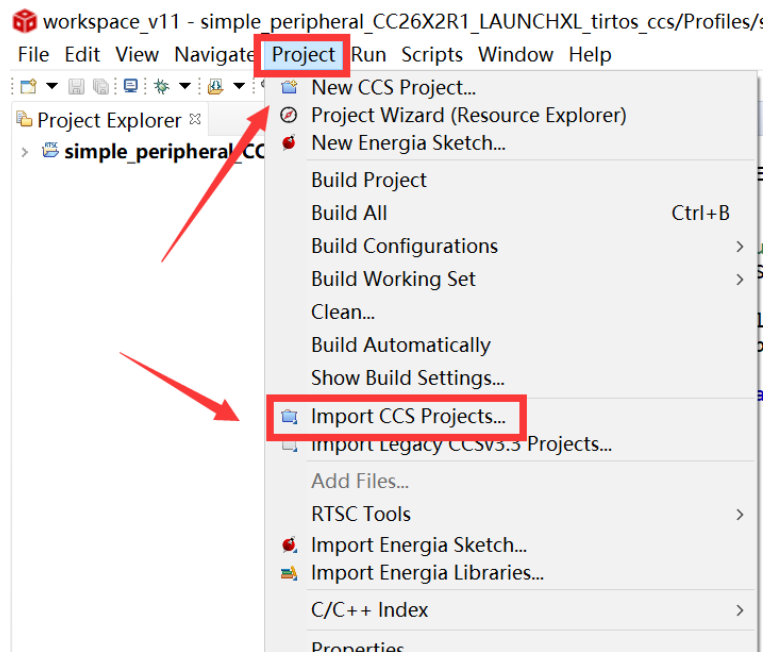 workspace_v11 - simple_peripheral_CC26X2R1_LAUNCHXL_tirtos_ccs/Profiles/s
File Edit View Navigate Project Run Scripts Window Help
Project Explorer
simple_peripheral_CC
New CCS Project...
Project Wizard (Resource Explorer)
New Energia Sketch...
Build Project
Build All Ctrl+B
Build Configurations
Build Working Set
Clean...
Build Automatically
Show Build Settings...
Import CCS Projects...
Import Legacy CCSv3.3 Projects...
Add Files...
RTSC Tools
Import Energia Sketch...
Import Energia Libraries...
C/C++ Index
Properties